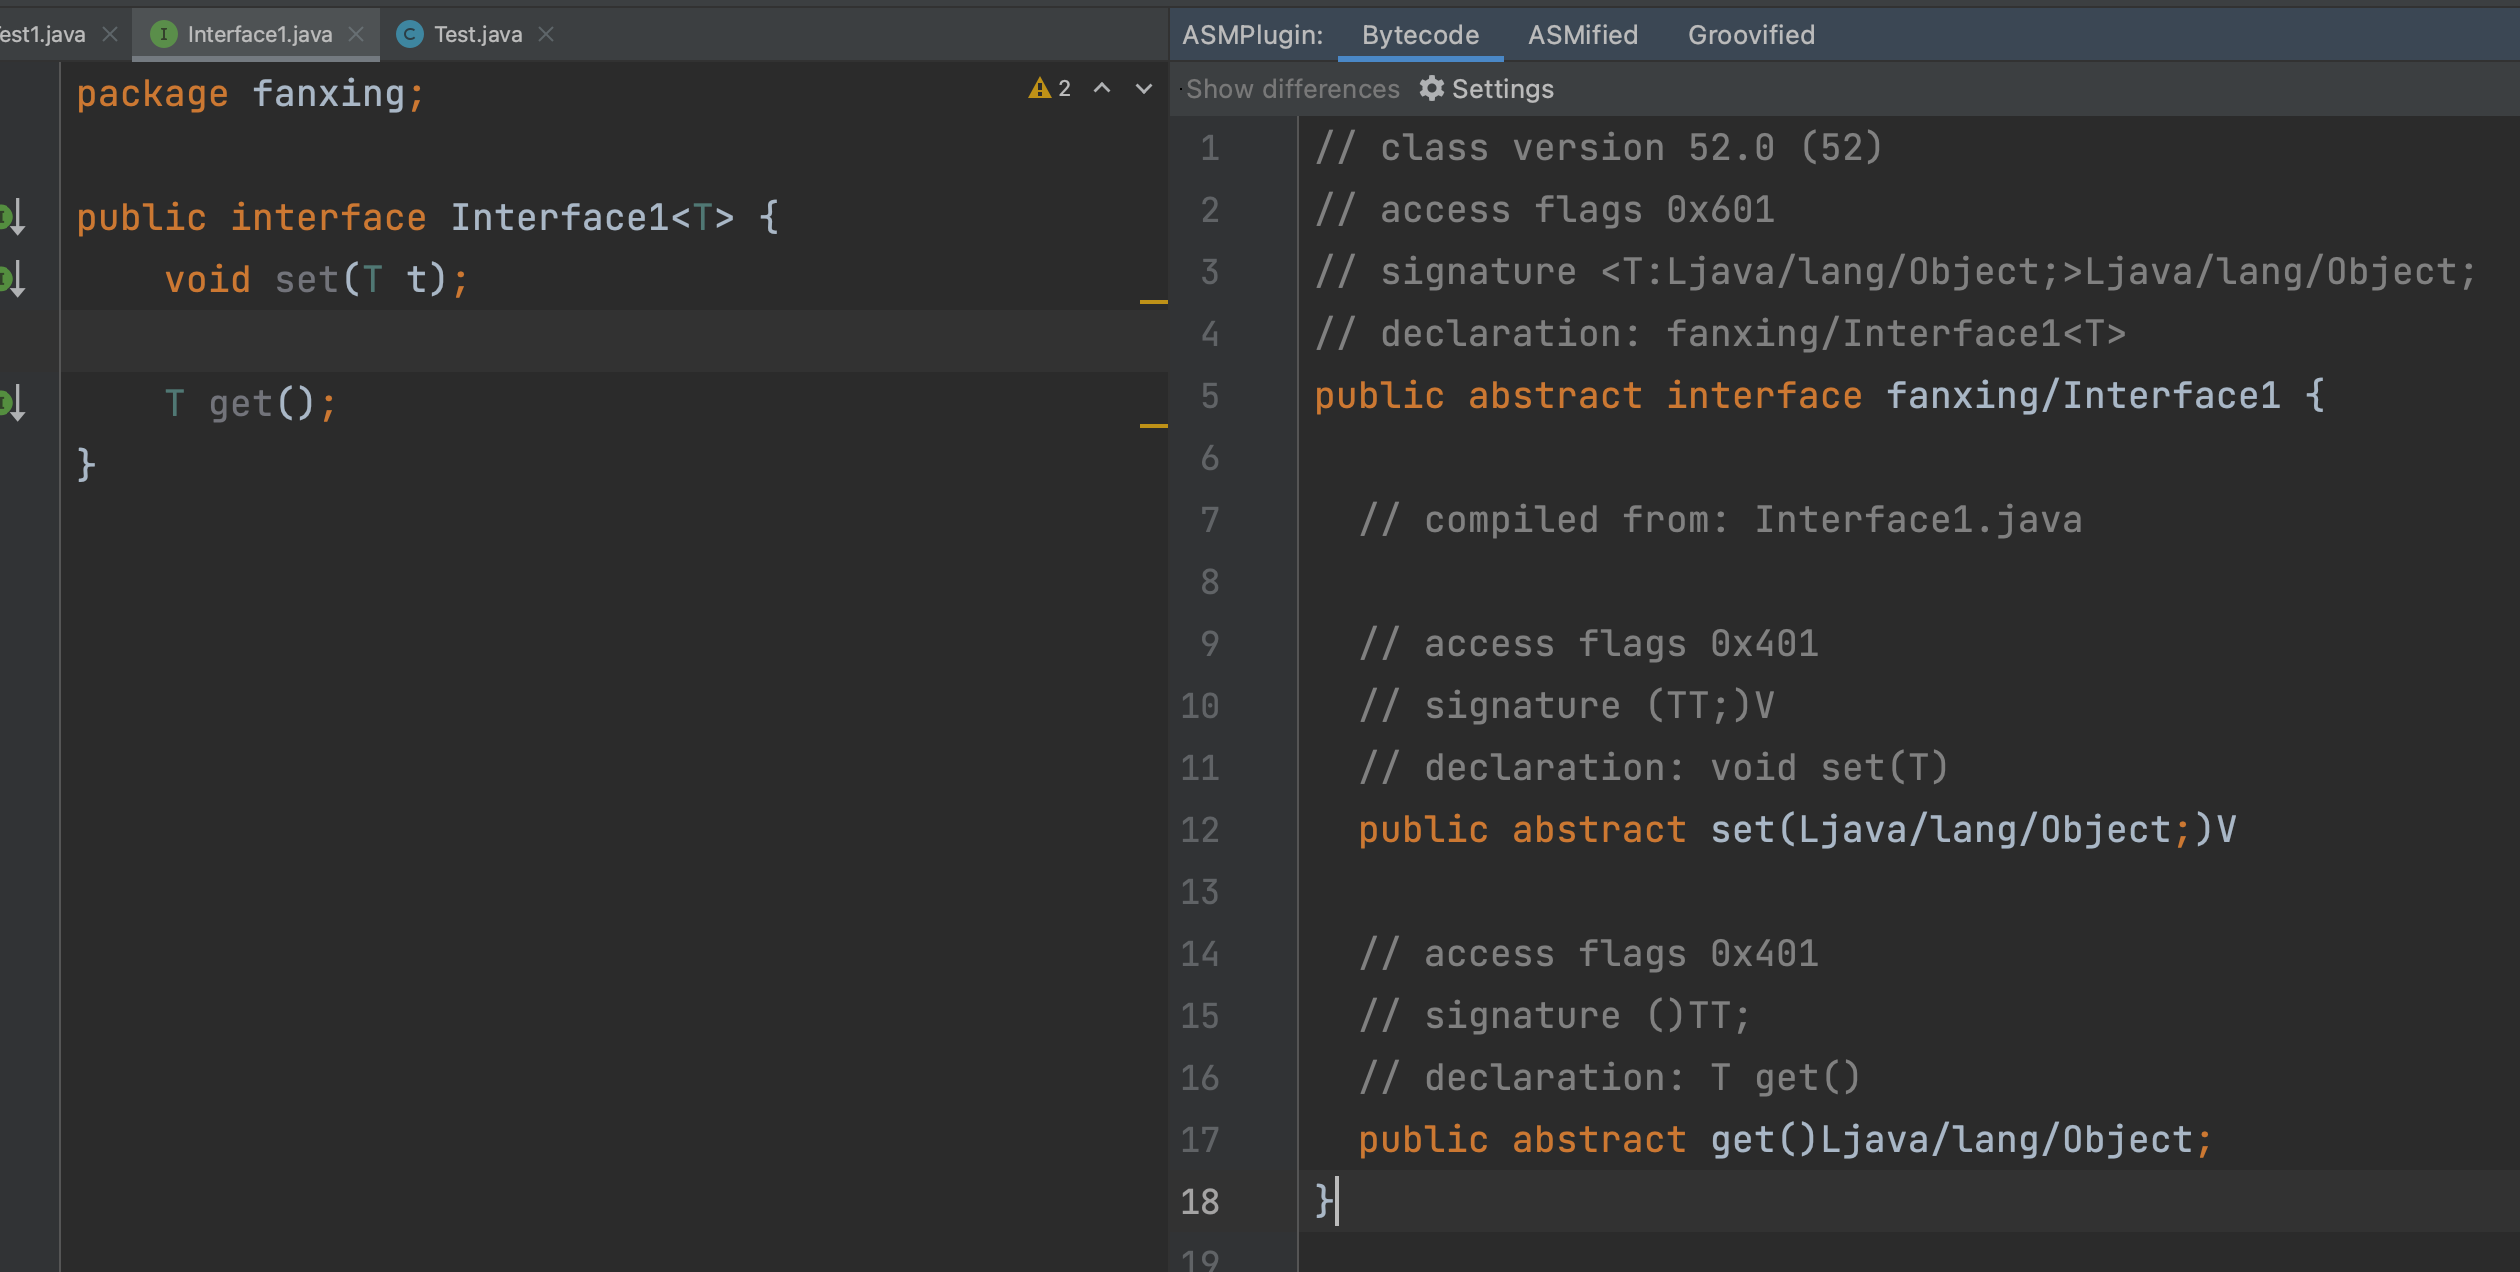 est1.java
Interface1.java
Test.java
package fanxing;
2
public interface Interface1<T> {
void set(T t);
T get();
}
ASMPlugin:
Bytecode
ASMified
Groovified
Show differences
Settings
1 // class version 52.0 (52)
2 // access flags 0x601
3 // signature <T:Ljava/lang/Object;>Ljava/lang/Object;
4 // declaration: fanxing/Interface1<T>
5 public abstract interface fanxing/Interface1 {
6
7 // compiled from: Interface1.java
8
9 // access flags 0x401
10 // signature (TT;)V
11 // declaration: void set(T)
12 public abstract set(Ljava/lang/Object;)V
13
14 // access flags 0x401
15 // signature ()TT;
16 // declaration: T get()
17 public abstract get()Ljava/lang/Object;
18 }
19